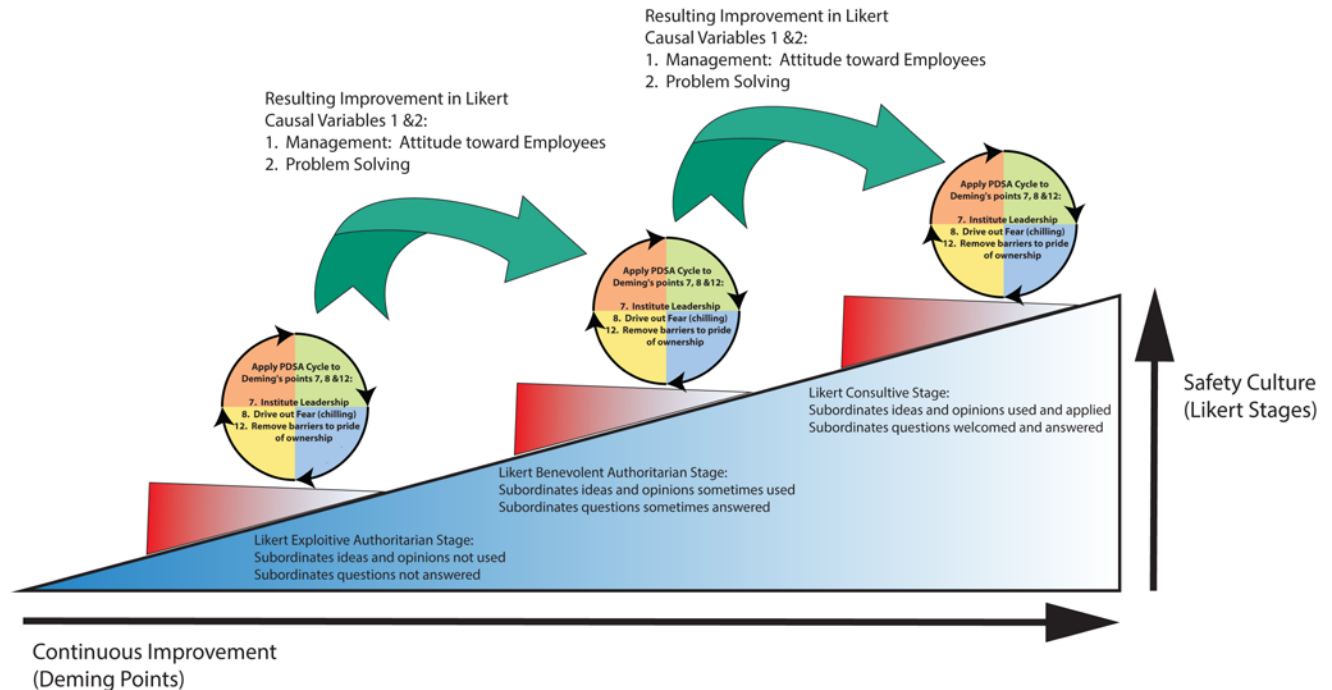 Resulting Improvement in Likert
Causal Variables 1 &2:
1. Management: Attitude toward Employees
2. Problem Solving
Resulting Improvement in Likert
Causal Variables 1 &2:
1. Management: Attitude toward Employees
2. Problem Solving
Apply PDSA Cycle to
Deming's points 7, 8 &12:
7. Institute Leadership
8. Drive out Fear (chilling)
12. Remove barriers to pride
of ownership
Apply PDSA Cycle to
Deming's points 7, 8 &12:
7. Institute Leadership
8. Drive out Fear (chilling)
12. Remove barriers to pride
of ownership
Apply PDSA Cycle to
Deming's points 7, 8 &12:
7. Institute Leadership
8. Drive out Fear (chilling)
12. Remove barriers to pride
of ownership
Likert Exploitive Authoritarian Stage:
Subordinates ideas and opinions not used
Subordinates questions not answered
Likert Benevolent Authoritarian Stage:
Subordinates ideas and opinions sometimes used
Subordinates questions sometimes answered
Likert Consultive Stage:
Subordinates ideas and opinions used and applied
Subordinates questions welcomed and answered
Safety Culture
(Likert Stages)
Continuous Improvement
(Deming Points)